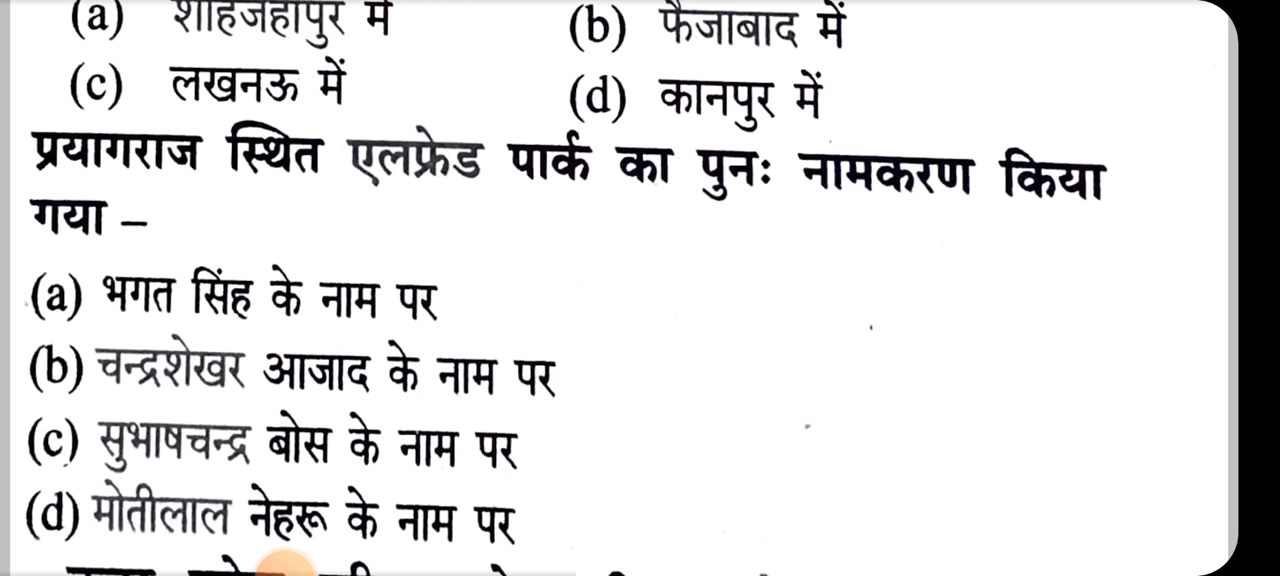 (a) शाहजहाँपुर में (b) फैजाबाद में
(c) लखनऊ में (d) कानपुर में
प्रयागराज स्थित एलफ्रेड पार्क का पुनः नामकरण किया
गया –
(a) भगत सिंह के नाम पर
(b) चन्द्रशेखर आजाद के नाम पर
(c) सुभाषचन्द्र बोस के नाम पर
(d) मोतीलाल नेहरू के नाम पर